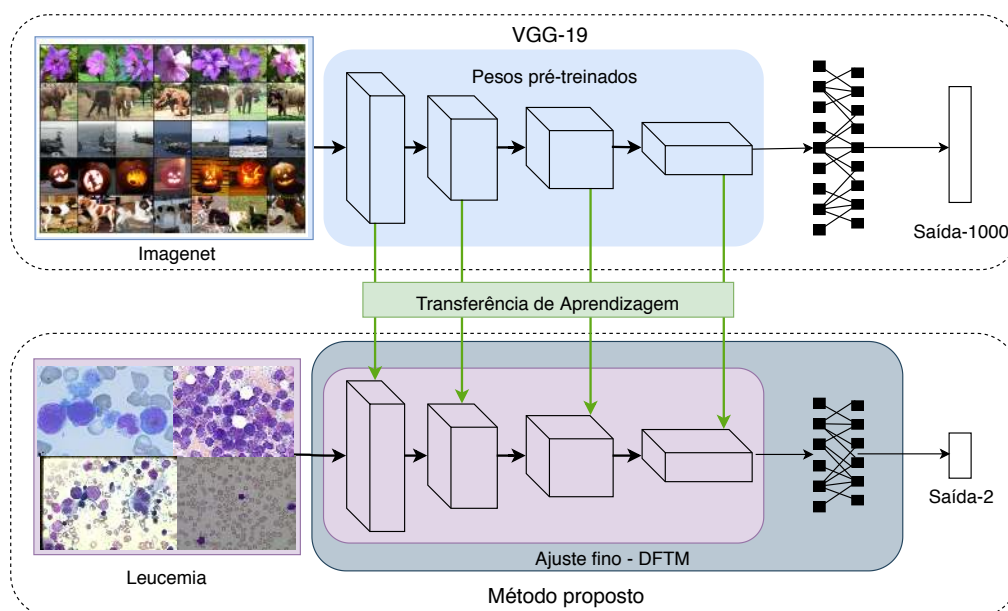 VGG-19
Pesos pré-treinados
Imagenet
Saída-1000
Transferência de Aprendizagem
Saída-2
Ajuste fino - DFTM
Leucemia
Método proposto